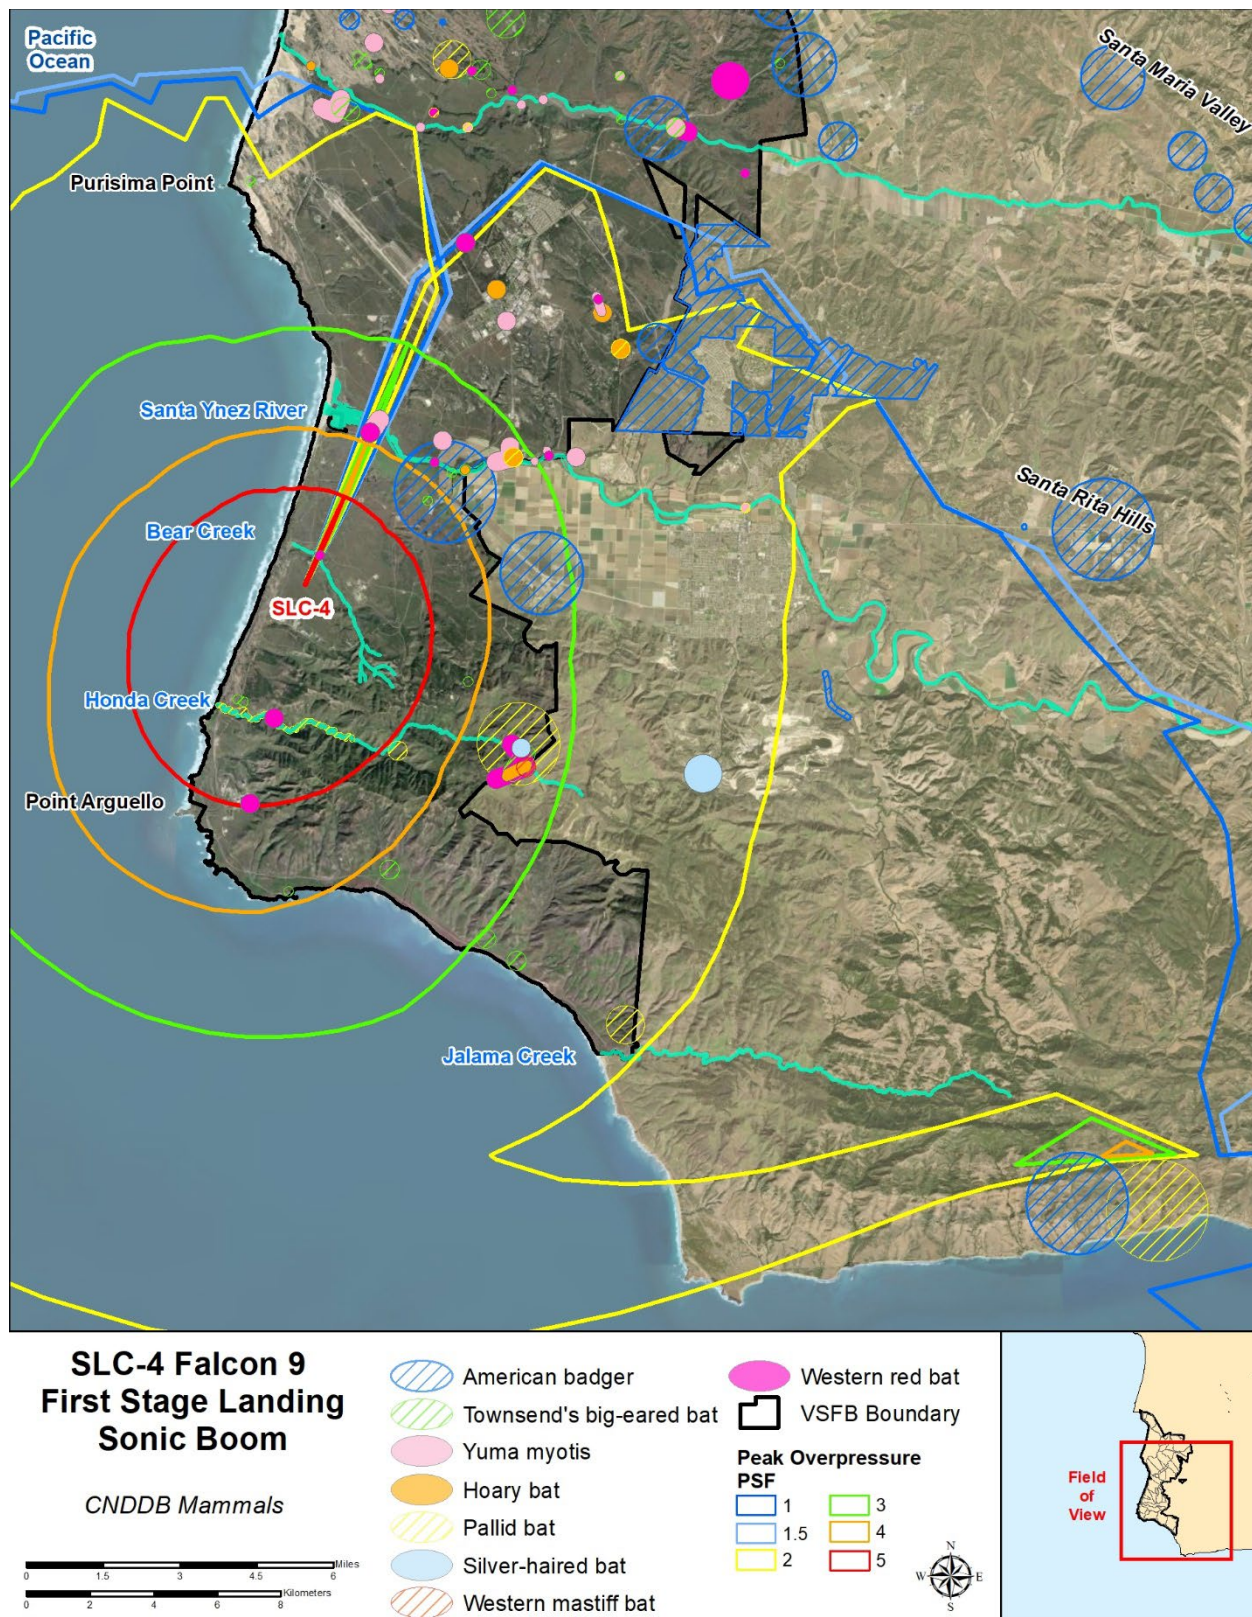 Pacific
Ocean
Santa Maria Valley
Purisima Point
Santa Ynez River
Santa Rita Hills
Bear Creek
SLC-4
Honda Creek
Point Arguello
Jalama Creek
SLC-4 Falcon 9
First Stage Landing
Sonic Boom
CNDDB Mammals
Miles
0 1.5 3 4.5 6
Kilometers
0 2 4 6 8
American badger
Townsend's big-eared bat
Yuma myotis
Hoary bat
Pallid bat
Silver-haired bat
Western mastiff bat
Western red bat
VSFB Boundary
Peak Overpressure
PSF
1
1.5
2
3
4
5
N
W E
S
Field
of
View